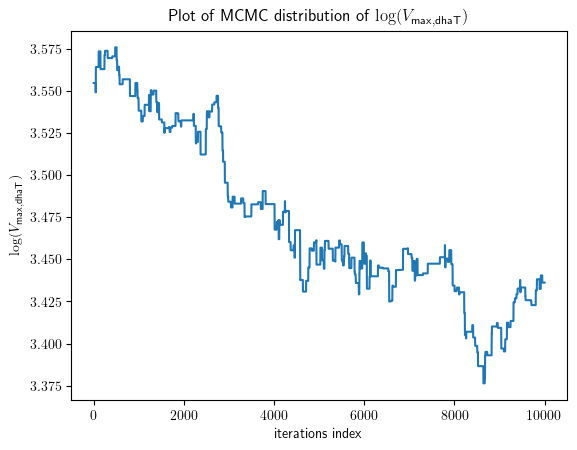 Plot of MCMC distribution of log(V_max,dhaT)
log(V_max,dhaT)
3.575
3.550
3.525
3.500
3.475
3.450
3.425
3.400
3.375
0 2000 4000 6000 8000 10000
iterations index